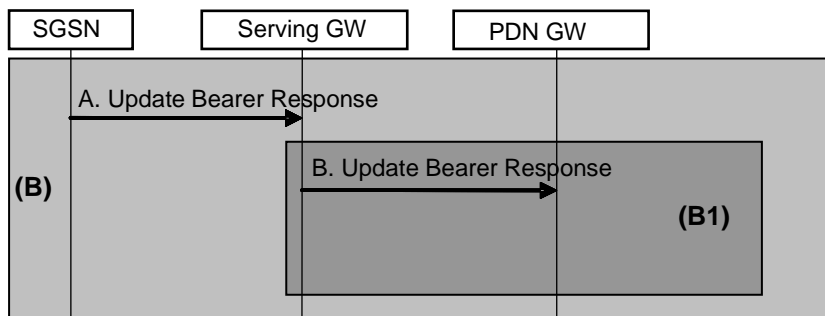 SGSN
Serving GW
PDN GW
A. Update Bearer Response
B. Update Bearer Response
(B)
(B1)